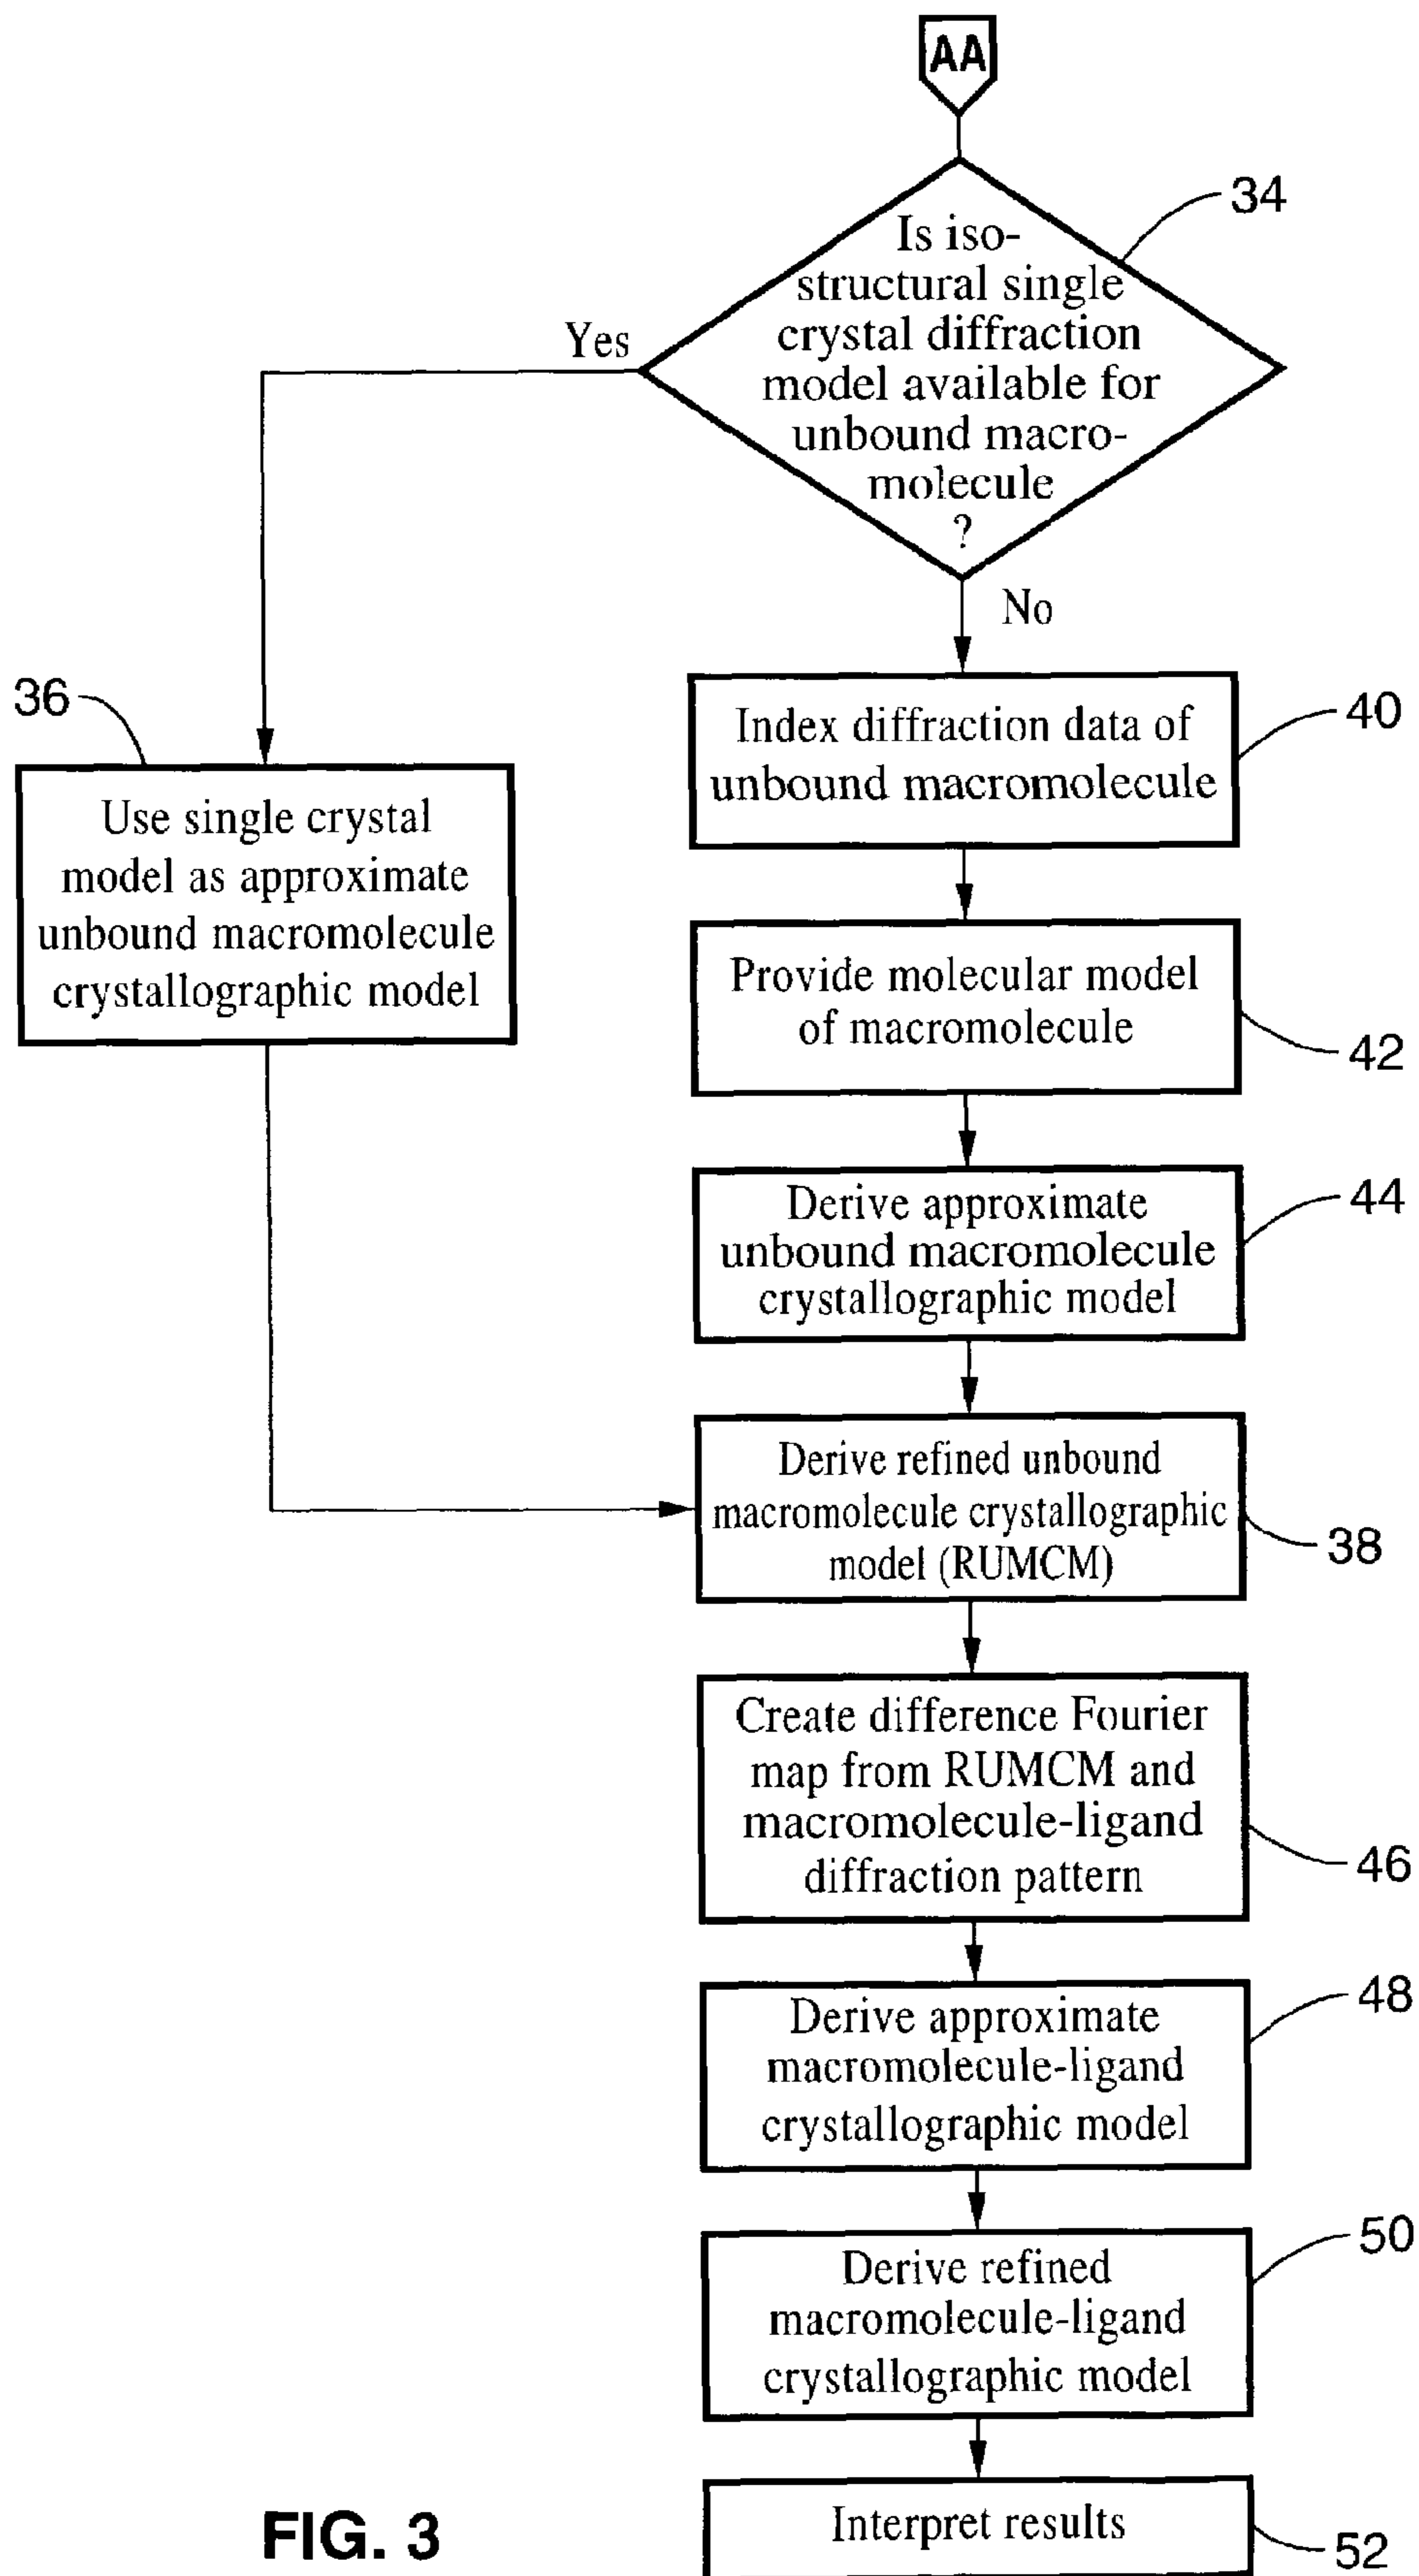 AA
34
Is iso-
structural single
crystal diffraction
model available for
unbound macro-
molecule
?
Yes
No
36
Use single crystal
model as approximate
unbound macromolecule
crystallographic model
40
Index diffraction data of
unbound macromolecule
Provide molecular model
of macromolecule
42
44
Derive approximate
unbound macromolecule
crystallographic model
Derive refined unbound
macromolecule crystallographic
model (RUMCM)
38
Create difference Fourier
map from RUMCM and
macromolecule-ligand
diffraction pattern
46
48
Derive approximate
macromolecule-ligand
crystallographic model
50
Derive refined
macromolecule-ligand
crystallographic model
Interpret results
52
FIG. 3